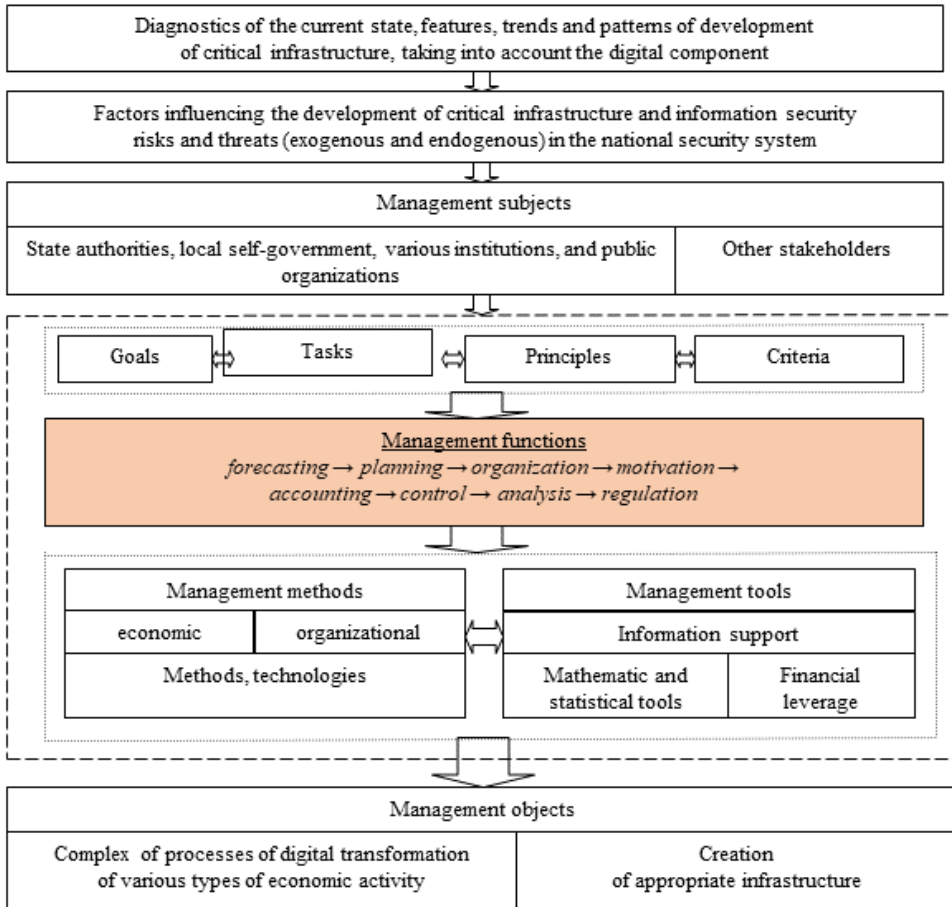 Diagnostics of the current state, features, trends and patterns of development
of critical infrastructure, taking into account the digital component
Factors influencing the development of critical infrastructure and information security
risks and threats (exogenous and endogenous) in the national security system
Management subjects
State authorities, local self-government, various institutions, and public
organizations
Other stakeholders
Goals
Tasks
Principles
Criteria
Management functions
forecasting → planning → organization → motivation →
accounting → control → analysis → regulation
Management methods
economic
organizational
Methods, technologies
Management tools
Information support
Mathematic and
statistical tools
Financial
leverage
Management objects
Complex of processes of digital transformation
of various types of economic activity
Creation
of appropriate infrastructure